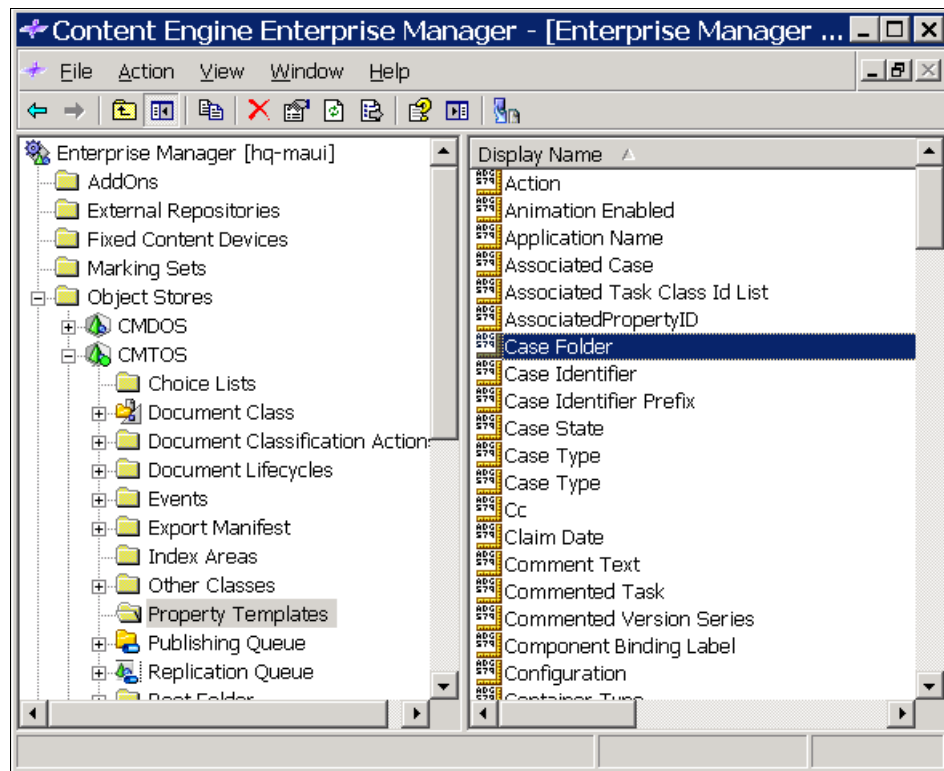 Content Engine Enterprise Manager - [Enterprise Manager ...
File Action View Window Help
Enterprise Manager [hq-maui]
AddOns
External Repositories
Fixed Content Devices
Marking Sets
Object Stores
CMDOS
CMTOS
Choice Lists
Document Class
Document Classification Action
Document Lifecycles
Events
Export Manifest
Index Areas
Other Classes
Property Templates
Publishing Queue
Replication Queue
Root Folder
Display Name
Action
Animation Enabled
Application Name
Associated Case
Associated Task Class Id List
AssociatedPropertyID
Case Folder
Case Identifier
Case Identifier Prefix
Case State
Case Type
Case Type
Cc
Claim Date
Comment Text
Commented Task
Commented Version Series
Component Binding Label
Configuration
Container Type